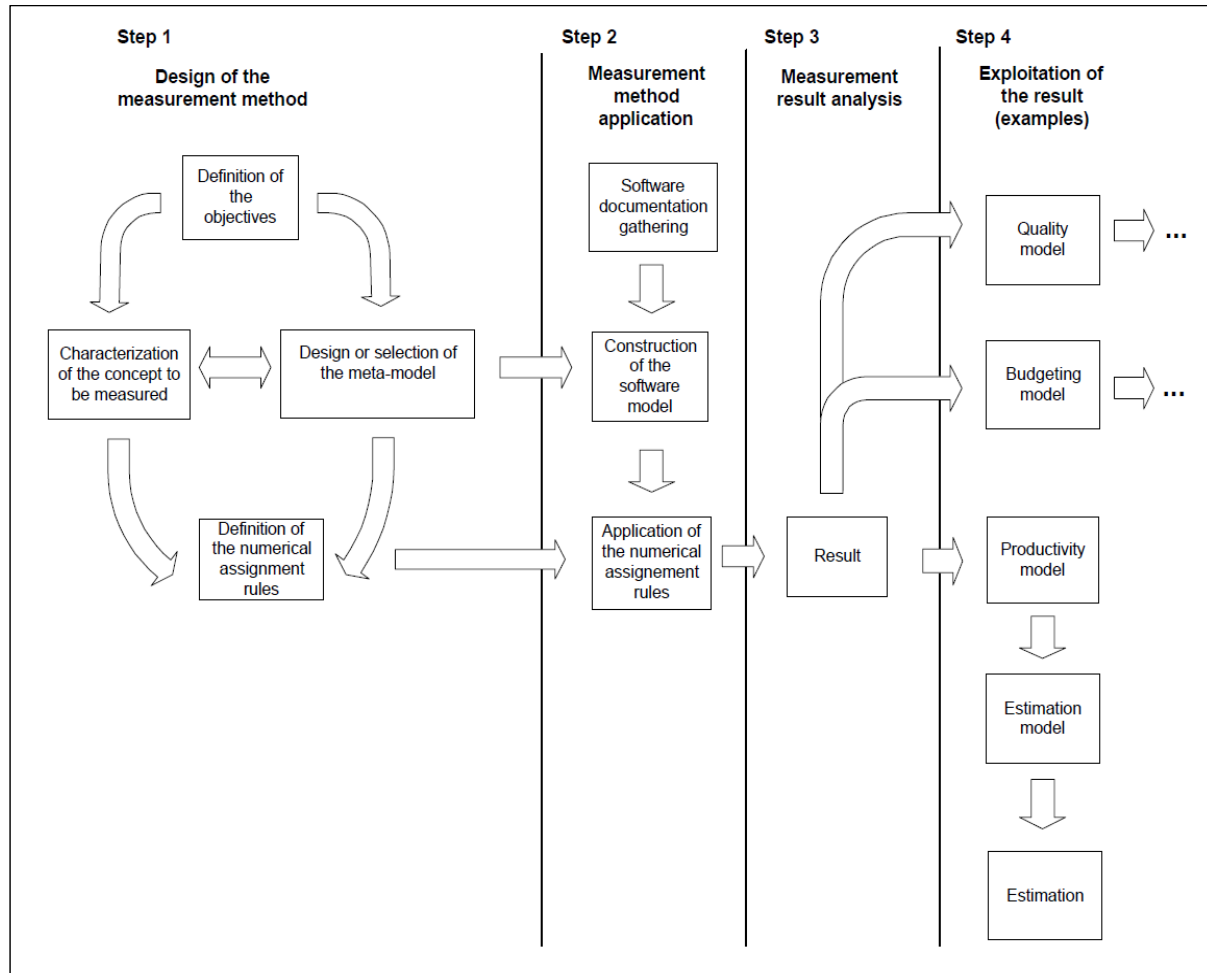 Step 1
Design of the
measurement method
Definition of
the
objectives
Characterization
of the concept to
be measured
Design or selection of
the meta-model
Definition of
the numerical
assignment
rules
Step 2
Measurement
method
application
Software
documentation
gathering
Construction
of the
software
model
Application of
the numerical
assignement
rules
Step 3
Measurement
result analysis
Result
Step 4
Exploitation of
the result
(examples)
Quality
model
...
Budgeting
model
...
Productivity
model
Estimation
model
Estimation